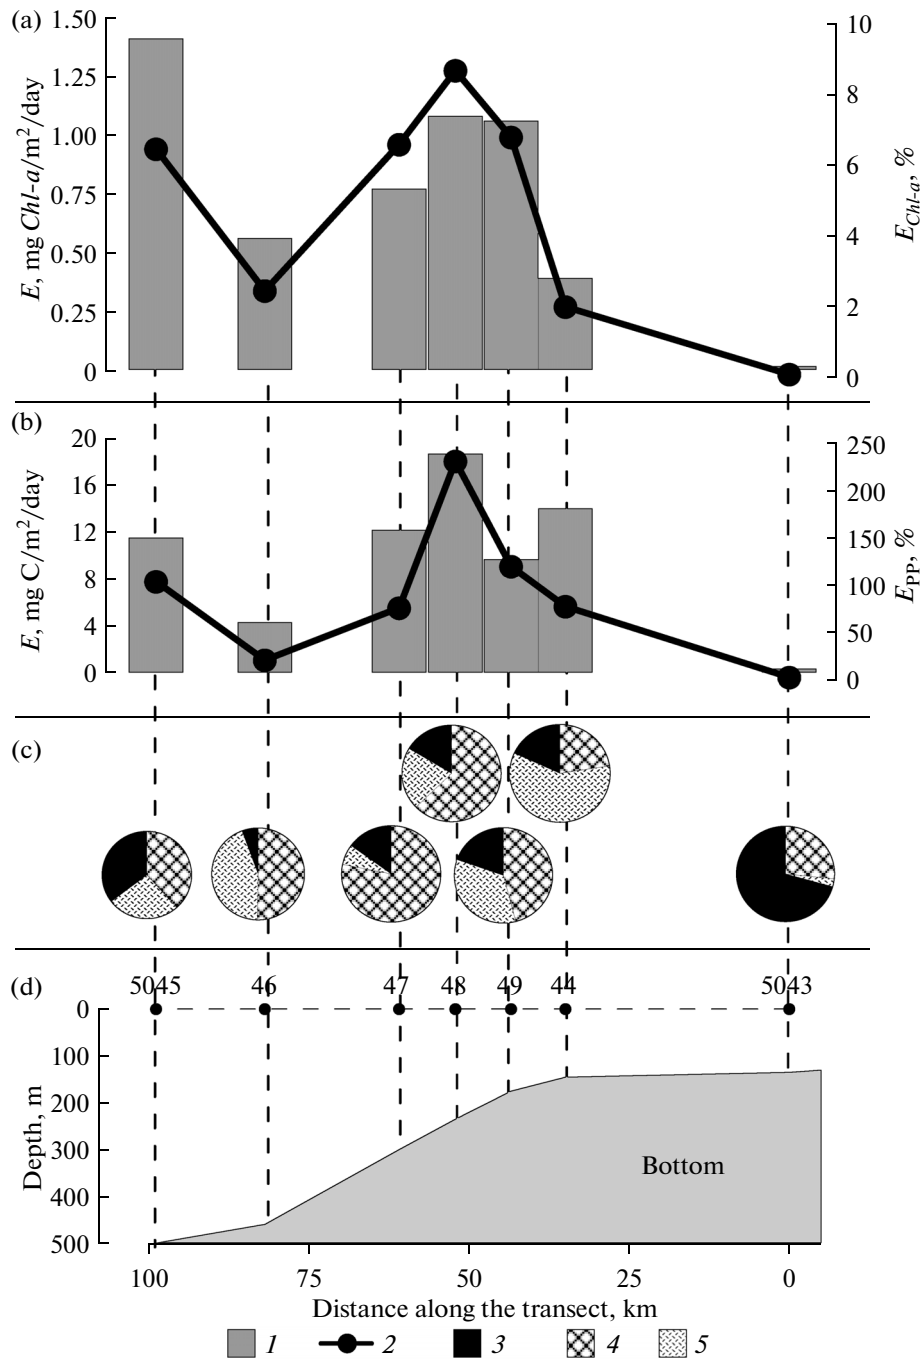 (a)
1.50
1.25
1.00
0.75
0.50
0.25
0
E, mg Chl-a/m²/day
10
8
6
4
2
0
E_Chl-a, %
(b)
20
16
12
8
4
0
E, mg C/m²/day
250
200
150
100
50
0
E_PP, %
(c)
(d)
5045 46 47 48 49 44 5043
0
100
200
300
400
500
Depth, m
Bottom
100 75 50 25 0
Distance along the transect, km
1 2 3 4 5